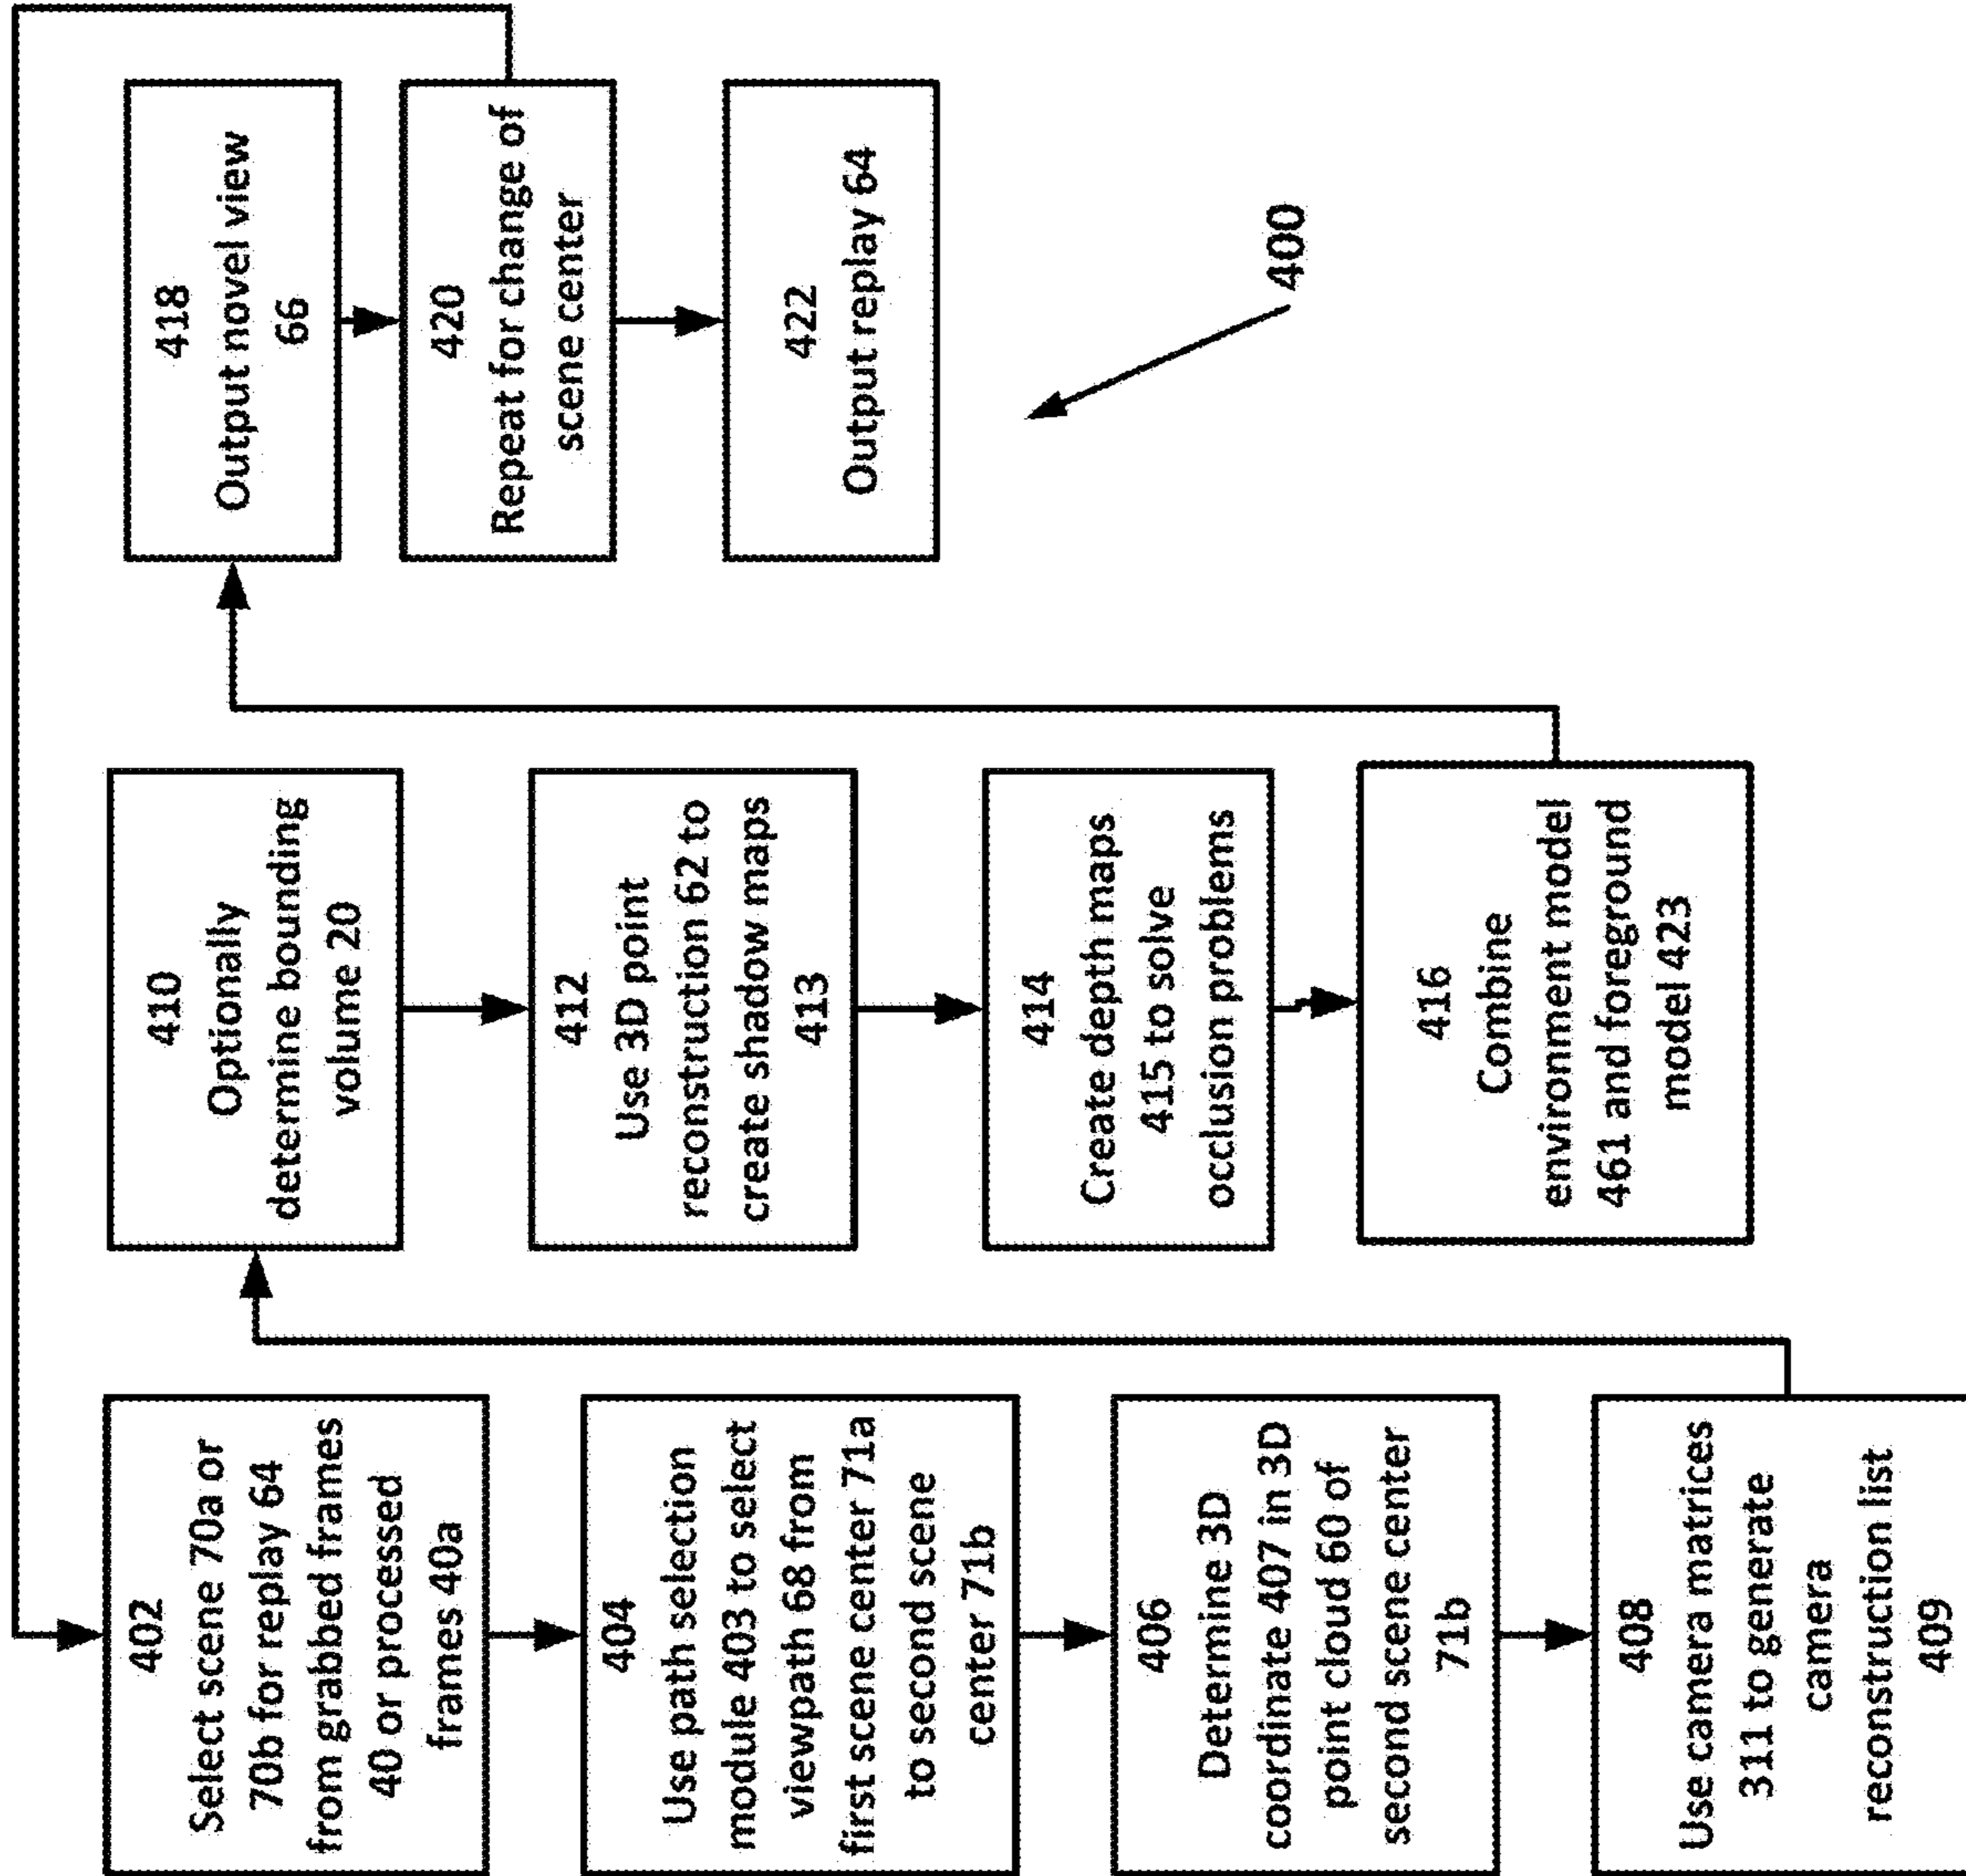 402
Select scene 70a or
70b for replay 64
from grabbed frames
40 or processed
frames 40a
404
Use path selection
module 403 to select
viewpath 68 from
first scene center 71a
to second scene
center 71b
406
Determine 3D
coordinate 407 in 3D
point cloud 60 of
second scene center
71b
408
Use camera matrices
311 to generate
camera
reconstruction list
409
410
Optionally
determine bounding
volume 20
412
Use 3D point
reconstruction 62 to
create shadow maps
413
414
Create depth maps
415 to solve
occlusion problems
416
Combine
environment model
461 and foreground
model 423
418
Output novel view
66
420
Repeat for change of
scene center
422
Output replay 64
400